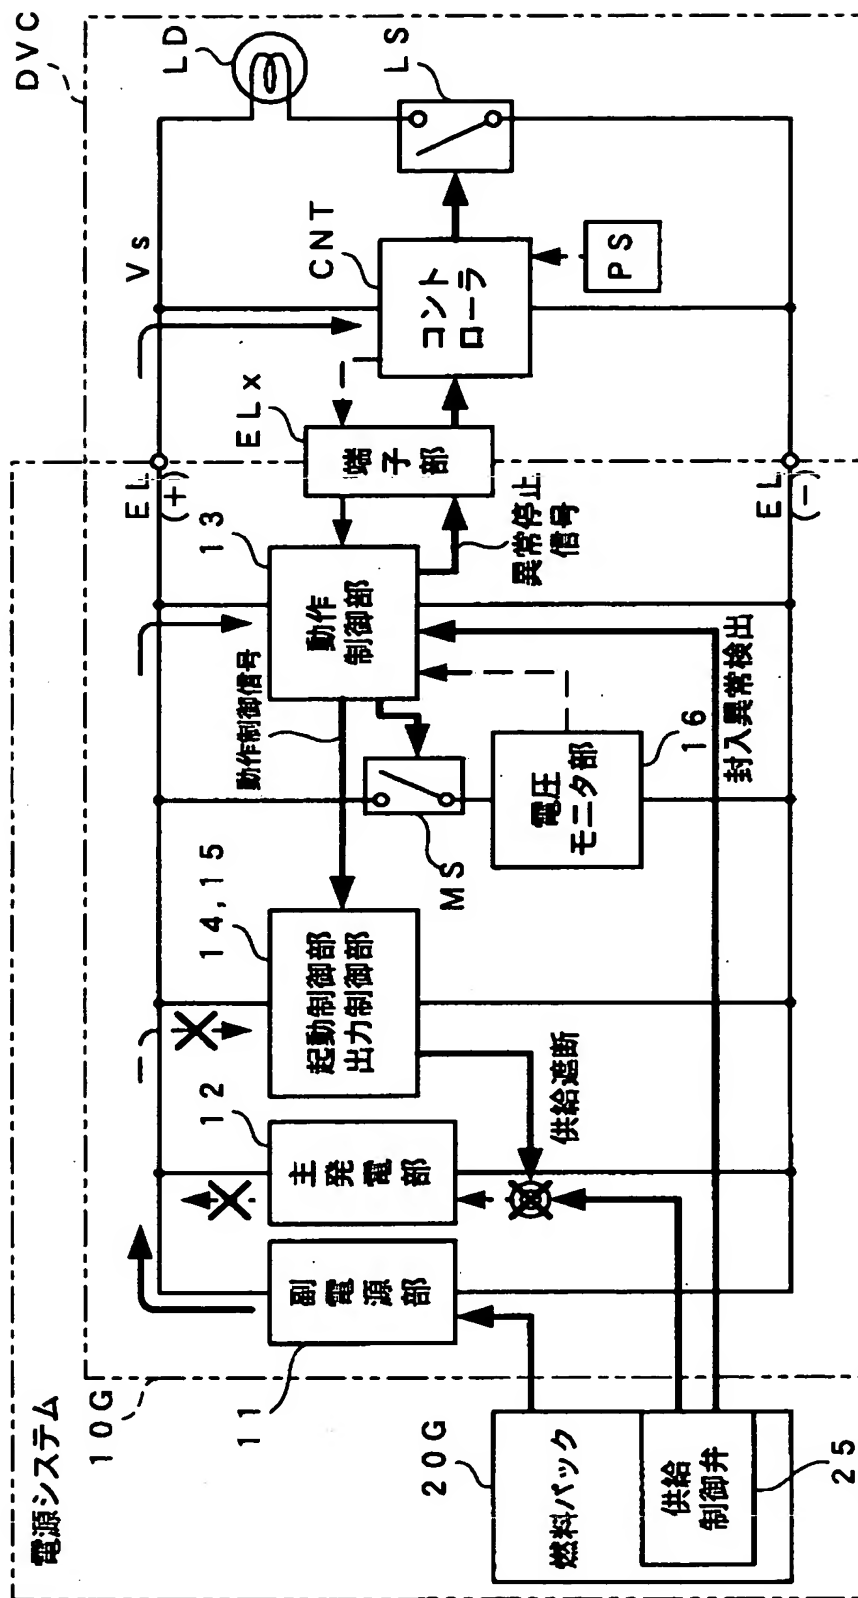 電源システム
10G
DVC
20G
燃料パック
供給
制御弁
25
11
副電源部
12
主発電部
供給遮断
14,15
起動制御部
出力制御部
動作制御信号
MS
13
動作
制御部
電圧
モニタ部
16
封入異常検出
異常停止
信号
EL
(+)
EL
(−)
ELx
端子部
Vs
CNT
コント
ローラ
PS
LD
LS